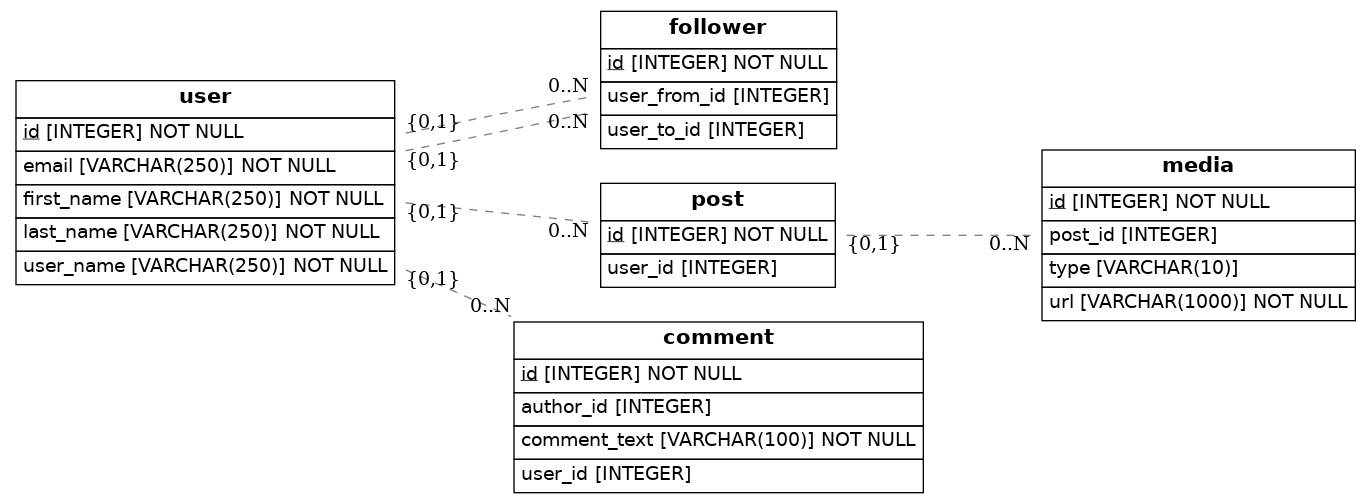 user
id [INTEGER] NOT NULL
email [VARCHAR(250)] NOT NULL
first_name [VARCHAR(250)] NOT NULL
last_name [VARCHAR(250)] NOT NULL
user_name [VARCHAR(250)] NOT NULL
{0,1}
0..N
{0,1}
0..N
{0,1}
0..N
{0,1}
0..N
follower
id [INTEGER] NOT NULL
user_from_id [INTEGER]
user_to_id [INTEGER]
post
id [INTEGER] NOT NULL
user_id [INTEGER]
{0,1}
0..N
comment
id [INTEGER] NOT NULL
author_id [INTEGER]
comment_text [VARCHAR(100)] NOT NULL
user_id [INTEGER]
media
id [INTEGER] NOT NULL
post_id [INTEGER]
type [VARCHAR(10)]
url [VARCHAR(1000)] NOT NULL